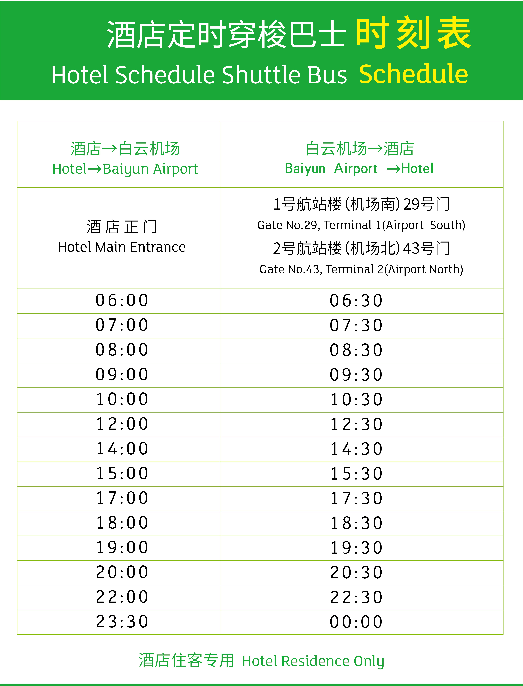 酒店定时穿梭巴士 时刻表
Hotel Schedule Shuttle Bus Schedule
酒店→白云机场 白云机场→酒店
Hotel→Baiyun Airport Baiyun Airport →Hotel
酒店正门
Hotel Main Entrance
1号航站楼(机场南)29号门
Gate No.29, Terminal 1(Airport South)
2号航站楼(机场北)43号门
Gate No.43, Terminal 2(Airport North)
06:00 06:30
07:00 07:30
08:00 08:30
09:00 09:30
10:00 10:30
12:00 12:30
14:00 14:30
15:00 15:30
17:00 17:30
18:00 18:30
19:00 19:30
20:00 20:30
22:00 22:30
23:30 00:00
酒店住客专用 Hotel Residence Only